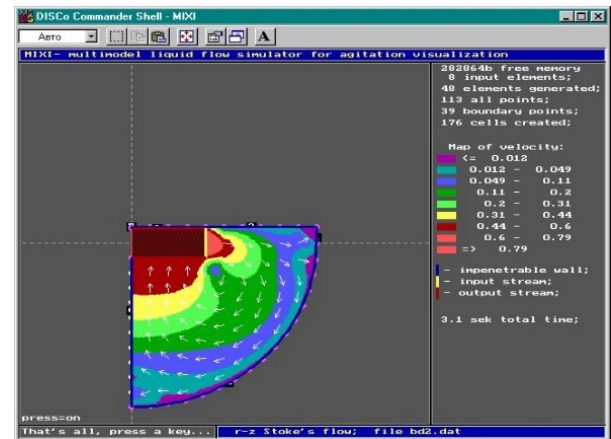 DISCo Commander Shell - MIXI
Авто
A
MIXI- multimodel liquid flow simulator for agitation visualization
282864b free memory
8 input elements;
48 elements generated;
113 all points;
39 boundary points;
176 cells created;
Map of velocity:
<= 0.012
0.012 - 0.049
0.049 - 0.11
0.11 - 0.2
0.2 - 0.31
0.31 - 0.44
0.44 - 0.6
0.6 - 0.79
=> 0.79
- impenetrable wall;
- input stream;
- output stream;
3.1 sek total time;
press=on
That's all, press a key...
r-z Stoke's flow; file bd2.dat